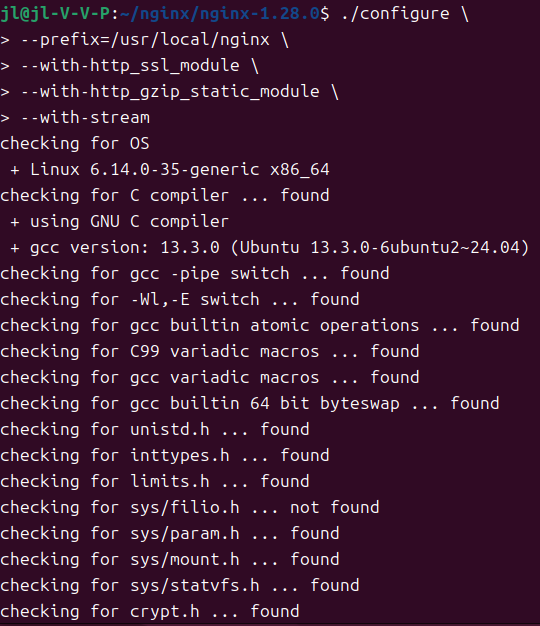 jl@jl-V-V-P:~/nginx/nginx-1.28.0$ ./configure \
> --prefix=/usr/local/nginx \
> --with-http_ssl_module \
> --with-http_gzip_static_module \
> --with-stream
checking for OS
 + Linux 6.14.0-35-generic x86_64
checking for C compiler ... found
 + using GNU C compiler
 + gcc version: 13.3.0 (Ubuntu 13.3.0-6ubuntu2~24.04)
checking for gcc -pipe switch ... found
checking for -Wl,-E switch ... found
checking for gcc builtin atomic operations ... found
checking for C99 variadic macros ... found
checking for gcc variadic macros ... found
checking for gcc builtin 64 bit byteswap ... found
checking for unistd.h ... found
checking for inttypes.h ... found
checking for limits.h ... found
checking for sys/filio.h ... not found
checking for sys/param.h ... found
checking for sys/mount.h ... found
checking for sys/statvfs.h ... found
checking for crypt.h ... found